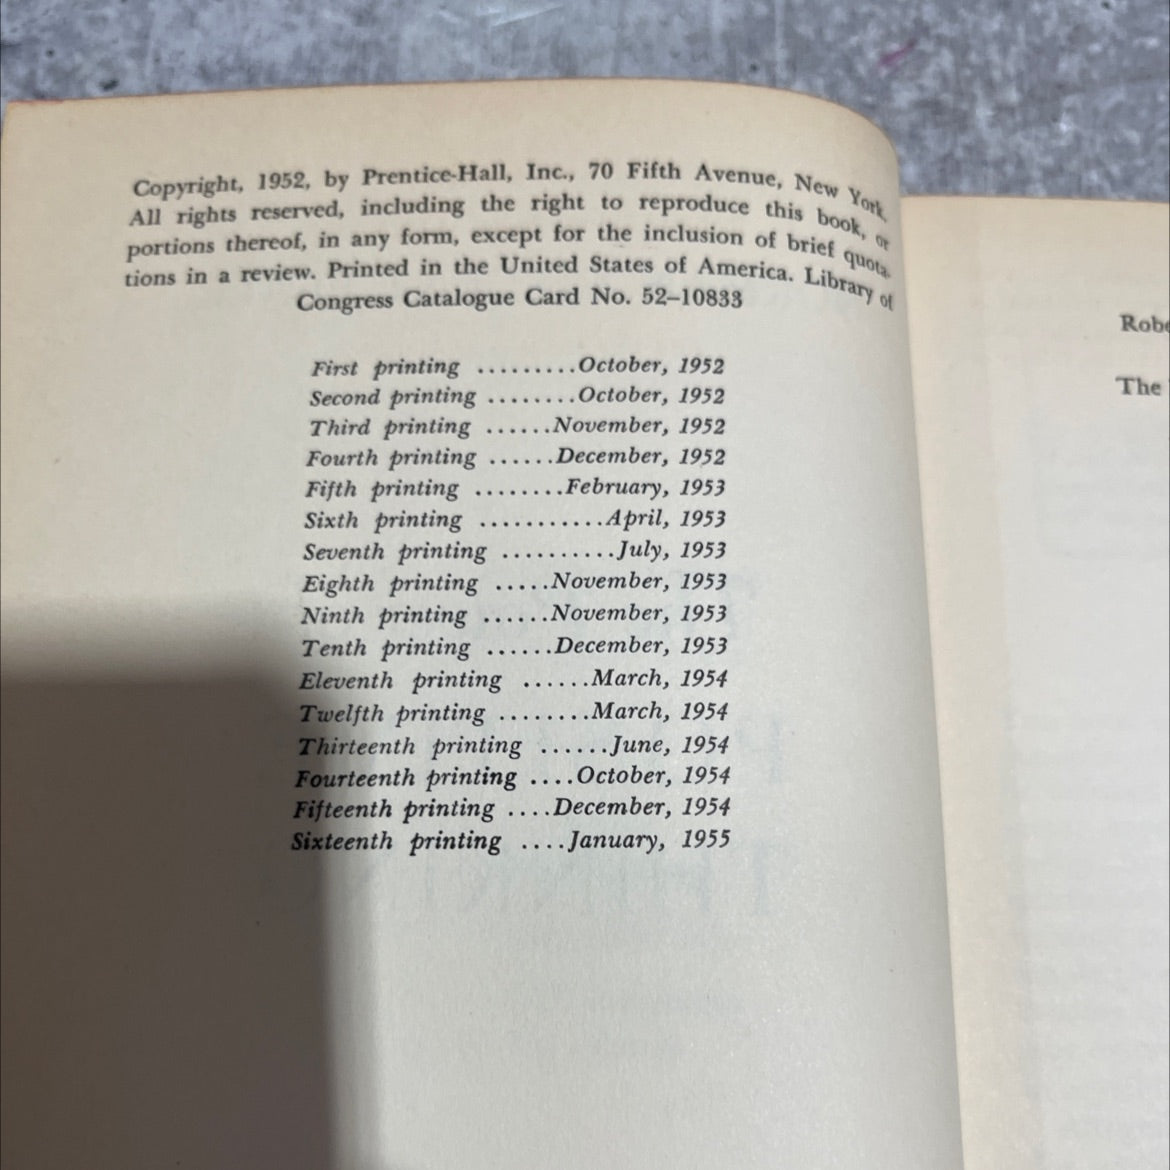 Copyright, 1952, by Prentice-Hall, Inc., 70 Fifth Avenue, New York.
All rights reserved, including the right to reproduce this book, or
portions thereof, in any form, except for the inclusion of brief quota-
tions in a review. Printed in the United States of America. Library of
Congress Catalogue Card No. 52-10833
First printing .........October, 1952
Second printing ........October, 1952
Third printing ......November, 1952
Fourth printing ......December, 1952
Fifth printing ........February, 1953
Sixth printing ...........April, 1953
Seventh printing ..........July, 1953
Eighth printing .....November, 1953
Ninth printing ......November, 1953
Tenth printing ......December, 1953
Eleventh printing ......March, 1954
Twelfth printing ........March, 1954
Thirteenth printing ......June, 1954
Fourteenth printing ....October, 1954
Fifteenth printing ....December, 1954
Sixteenth printing ....January, 1955
Robe
The